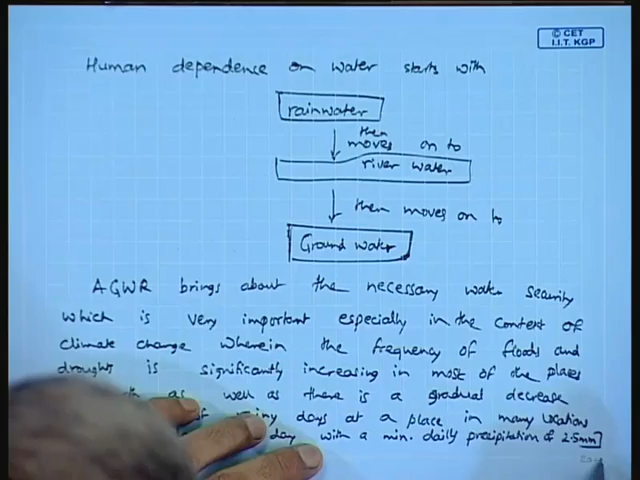 © CET
I.I.T. KGP
Human dependence on water starts with
rainwater
then
moves on to
river water
then moves on to
Ground water
AGWR brings about the necessary water security
which is very important especially in the context of
climate change wherein the frequency of floods and
droughts is significantly increasing in most of the places
as well as there is a gradual decrease
of rainy days at a place in many locations
day with a min. daily precipitation of 2.5mm]